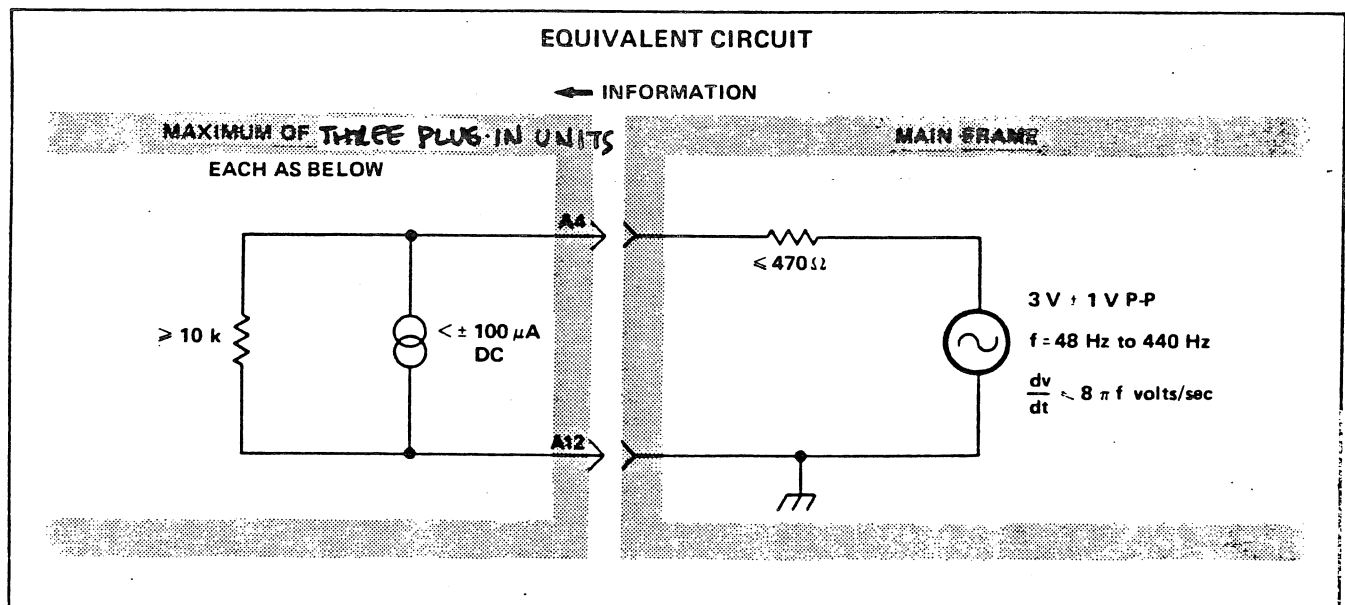 EQUIVALENT CIRCUIT
← INFORMATION
MAXIMUM OF THREE PLUG-IN UNITS
EACH AS BELOW
MAIN FRAME
A4
≤ 470 Ω
≥ 10 k
< ± 100 μA
DC
3 V ± 1 V P-P
f = 48 Hz to 440 Hz
dv/dt < 8 π f volts/sec
A12